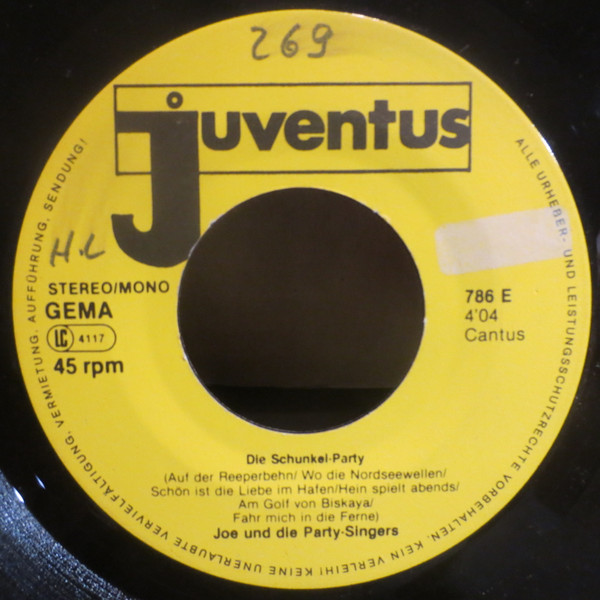 269
juventus
H.L
STEREO/MONO
GEMA
LC 4117
45 rpm
786 E
4'04
Cantus
Die Schunkel-Party
(Auf der Reeperbehn/ Wo die Nordseewellen/
Schön ist die Liebe im Hafen/Hein spielt abends/
Am Golf von Biskaya/
Fahr mich in die Ferne)
Joe und die Party-Singers
ALLE URHEBER- UND LEISTUNGSSCHUTZRECHTE VORBEHALTEN. KEIN VERLEIH! KEINE UNERLAUBTE VERVIELFÄLTIGUNG, VERMIETUNG, AUFFÜHRUNG, SENDUNG!